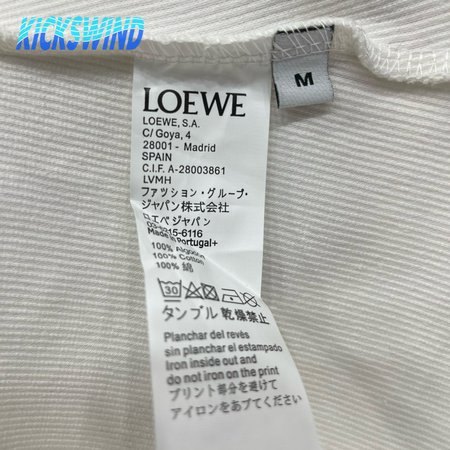 KICKSWIND
M
LOEWE
LOEWE, S.A.
C/ Goya, 4
28001 - Madrid
SPAIN
C.I.F. A-28003861
LVMH
ファッション・グループ・
ジャパン株式会社
ロエベジャパン
03-3215-6116
Made in Portugal+
100% Algodon
100% Cotton
100% 綿
30
タンブル乾燥禁止
Planchar del revés
sin planchar el estampado
Iron inside out and
do not iron on the print
プリント部分を避けて
アイロンをあててください